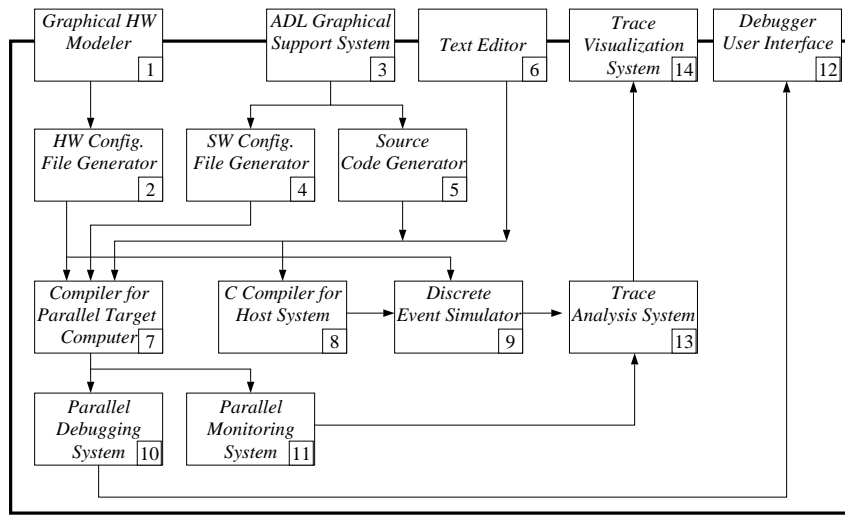 Graphical HW
Modeler
1
ADL Graphical
Support System
3
Text Editor
6
Trace
Visualization
System
14
Debugger
User Interface
12
HW Config.
File Generator
2
SW Config.
File Generator
4
Source
Code Generator
5
Compiler for
Parallel Target
Computer
7
C Compiler for
Host System
8
Discrete
Event Simulator
9
Trace
Analysis System
13
Parallel
Debugging
System
10
Parallel
Monitoring
System
11